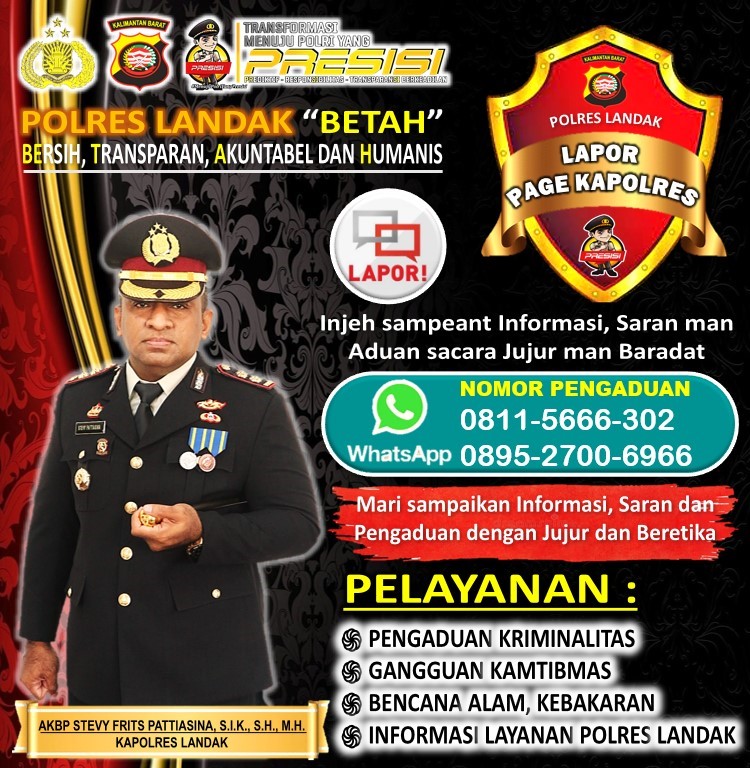 KALIMANTAN BARAT
KALIMANTAN BARAT
PRESISI
TRANSFORMASI
MENUJU POLRI YANG
PRESISI
PREDIKTIF - RESPONSIBILITAS - TRANSPARANSI BERKEADILAN
POLRES LANDAK "BETAH"
BERSIH, TRANSPARAN, AKUNTABEL DAN HUMANIS
POLRES LANDAK
LAPOR
PAGE KAPOLRES
PRESISI
LAPOR!
Injeh sampeant Informasi, Saran man
Aduan sacara Jujur man Baradat
NOMOR PENGADUAN
WhatsApp
0811-5666-302
0895-2700-6966
Mari sampaikan Informasi, Saran dan
Pengaduan dengan Jujur dan Beretika
PELAYANAN :
PENGADUAN KRIMINALITAS
GANGGUAN KAMTIBMAS
BENCANA ALAM, KEBAKARAN
INFORMASI LAYANAN POLRES LANDAK
STEVY PATTIASINA
AKBP STEVY FRITS PATTIASINA, S.I.K., S.H., M.H.
KAPOLRES LANDAK